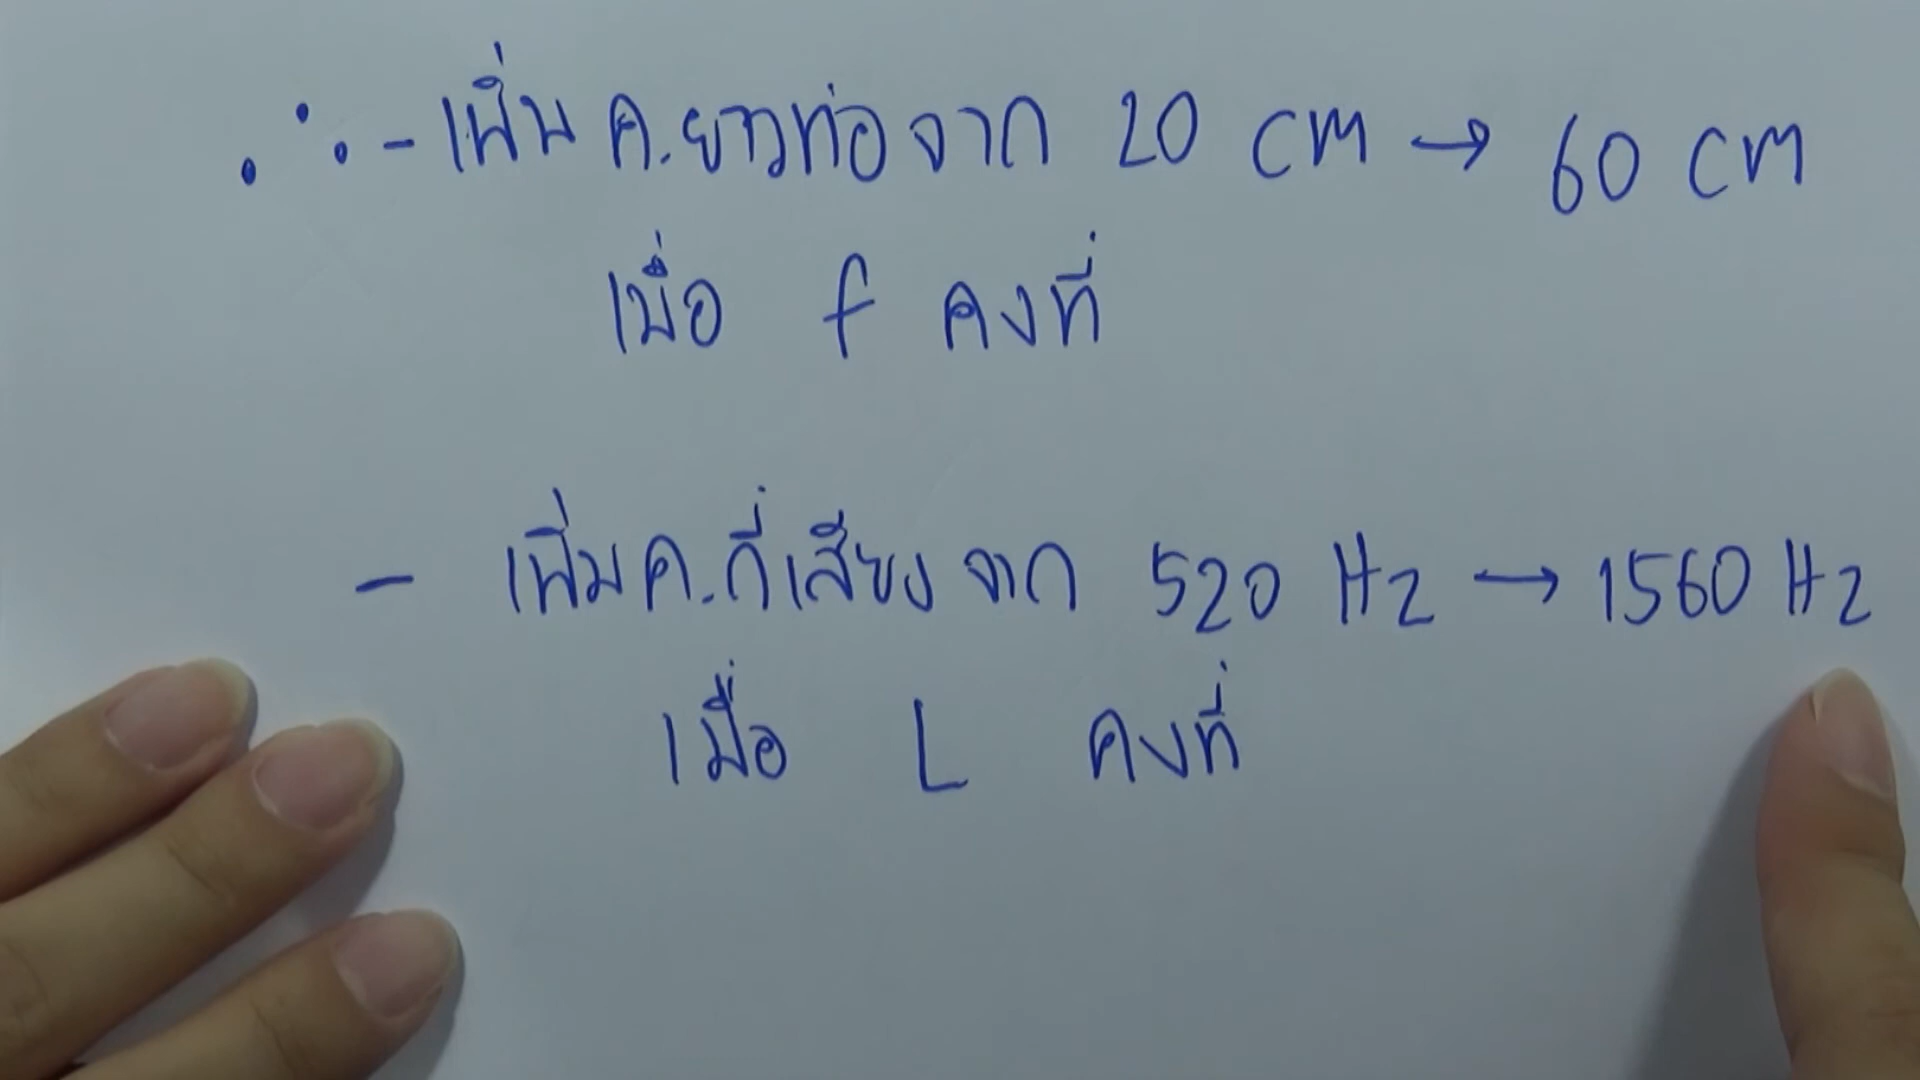 ∴ - เพิ่ม ค.ยาวท่อจาก 20 cm → 60 cm
เมื่อ f คงที่
- เพิ่มค.ถี่เสียง จาก 520 Hz → 1560 Hz
เมื่อ L คงที่